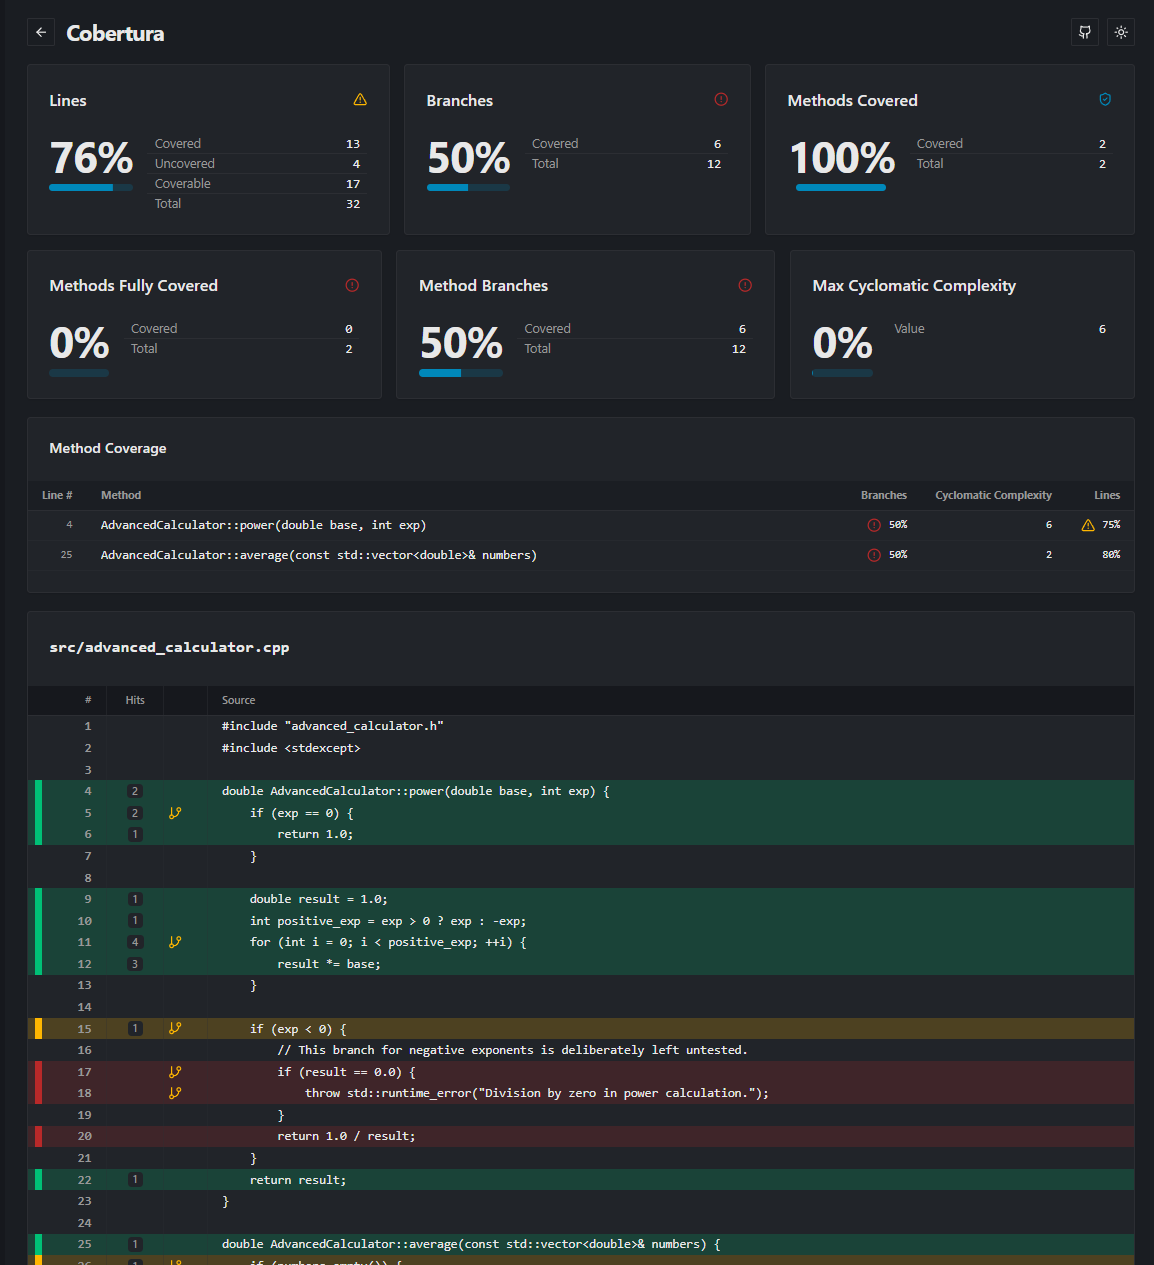 Cobertura
Lines
76%
Covered 13
Uncovered 4
Coverable 17
Total 32
Branches
50%
Covered 6
Total 12
Methods Covered
100%
Covered 2
Total 2
Methods Fully Covered
0%
Covered 0
Total 2
Method Branches
50%
Covered 6
Total 12
Max Cyclomatic Complexity
0%
Value 6
Method Coverage
Line # Method Branches Cyclomatic Complexity Lines
4 AdvancedCalculator::power(double base, int exp) 50% 6 75%
25 AdvancedCalculator::average(const std::vector<double>& numbers) 50% 2 80%
src/advanced_calculator.cpp
# Hits Source
1 #include "advanced_calculator.h"
2 #include <stdexcept>
3
4 2 double AdvancedCalculator::power(double base, int exp) {
5 2 if (exp == 0) {
6 1 return 1.0;
7 }
8
9 1 double result = 1.0;
10 1 int positive_exp = exp > 0 ? exp : -exp;
11 4 for (int i = 0; i < positive_exp; ++i) {
12 3 result *= base;
13 }
14
15 1 if (exp < 0) {
16 // This branch for negative exponents is deliberately left untested.
17 if (result == 0.0) {
18 throw std::runtime_error("Division by zero in power calculation.");
19 }
20 return 1.0 / result;
21 }
22 1 return result;
23 }
24
25 1 double AdvancedCalculator::average(const std::vector<double>& numbers) {
26 1 if (numbers.empty()) {